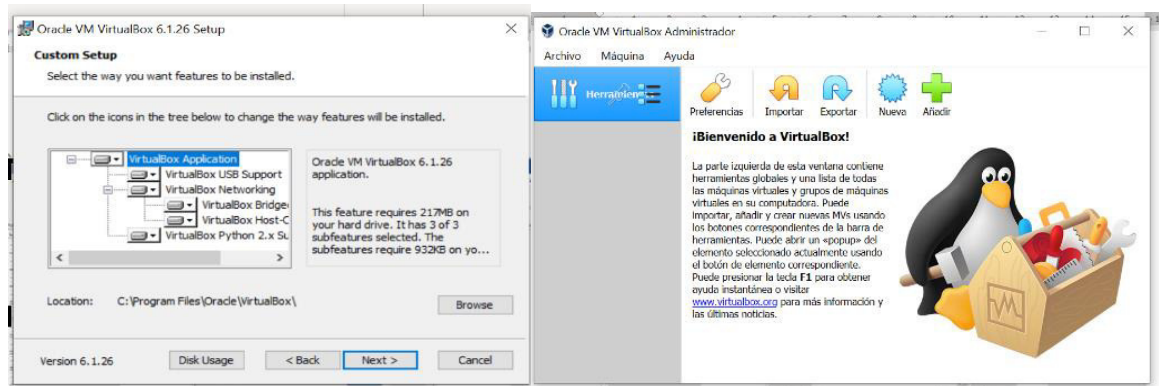 Oracle VM VirtualBox 6.1.26 Setup
Custom Setup
Select the way you want features to be installed.
Click on the icons in the tree below to change the way features will be installed.
VirtualBox Application
VirtualBox USB Support
VirtualBox Networking
VirtualBox Bridge
VirtualBox Host-C
VirtualBox Python 2.x Su
Oracle VM VirtualBox 6.1.26
application.
This feature requires 217MB on
your hard drive. It has 3 of 3
subfeatures selected. The
subfeatures require 932KB on yo...
Location: C:\Program Files\Oracle\VirtualBox\
Browse
Version 6.1.26
Disk Usage
< Back
Next >
Cancel
Oracle VM VirtualBox Administrador
Archivo Máquina Ayuda
Preferencias Importar Exportar Nueva Añadir
¡Bienvenido a VirtualBox!
La parte izquierda de esta ventana contiene
herramientas globales y una lista de todas
las máquinas virtuales y grupos de máquinas
virtuales en su computadora. Puede
importar, añadir y crear nuevas MVs usando
los botones correspondientes de la barra de
herramientas. Puede abrir un «popup» del
elemento seleccionado actualmente usando
el botón de elemento correspondiente.
Puede presionar la tecla F1 para obtener
ayuda instantánea o visitar
www.virtualbox.org para más información y
las últimas noticias.